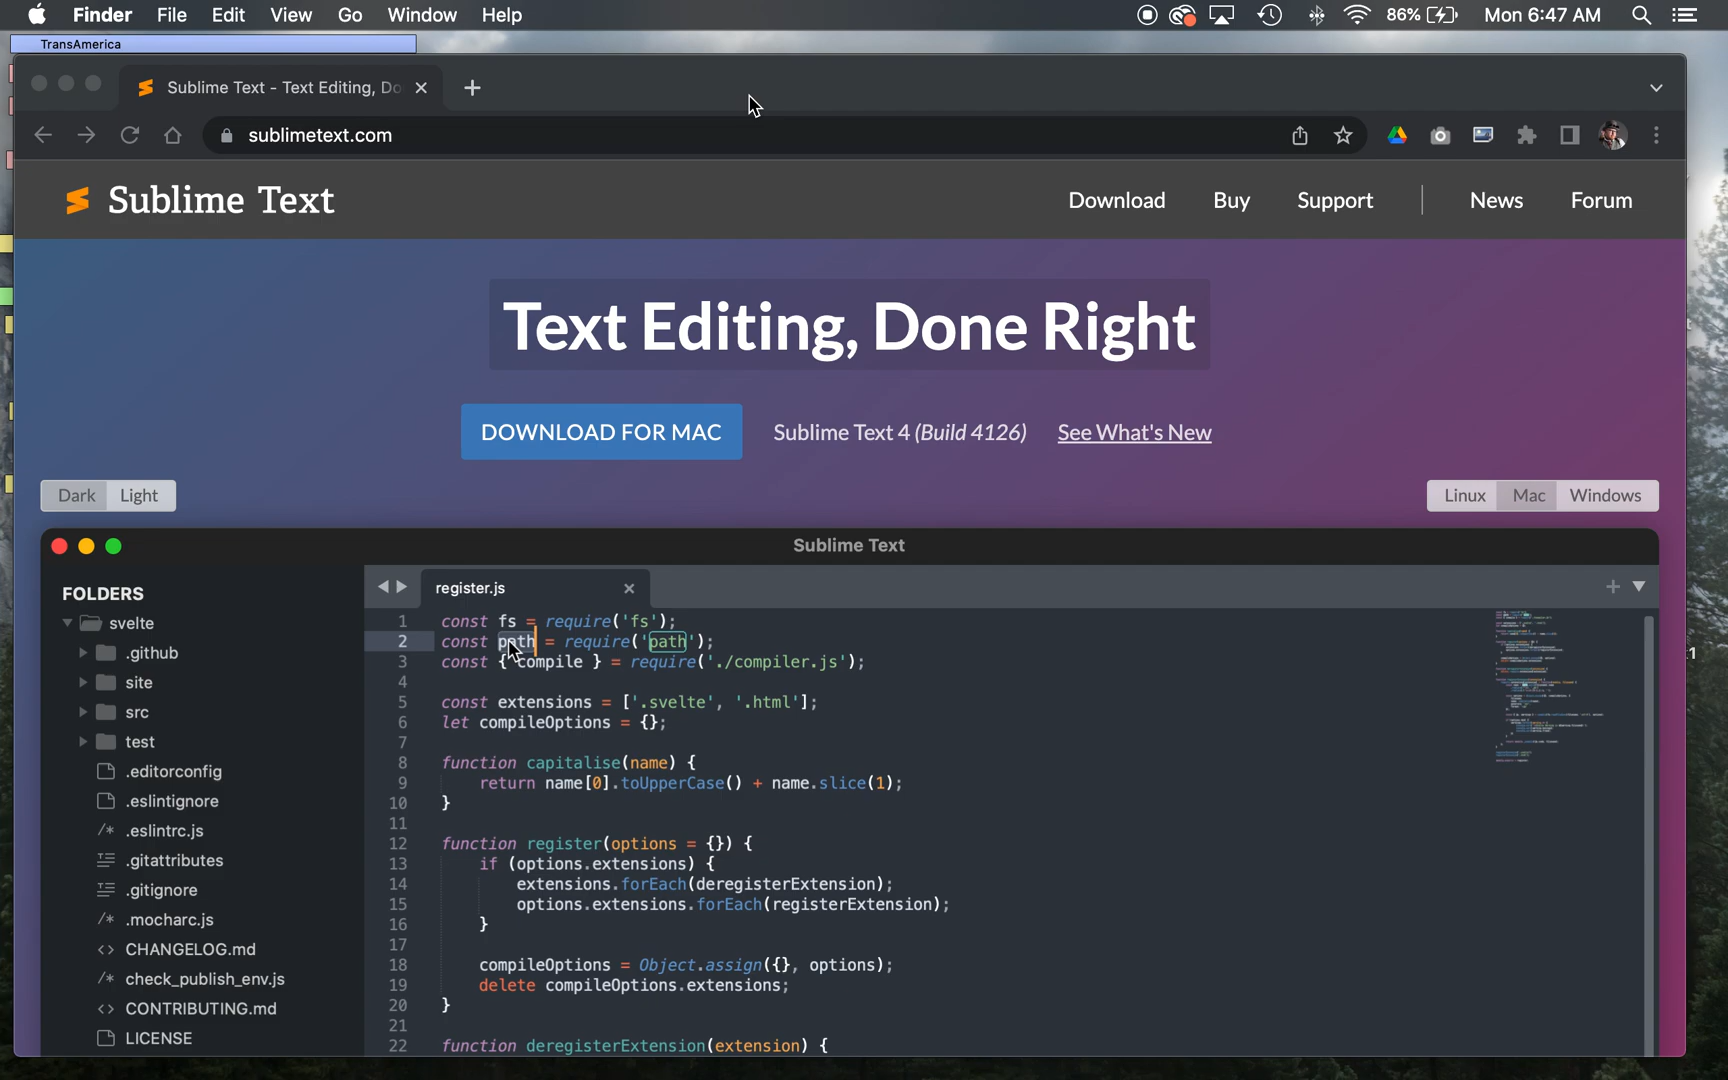 Finder File Edit View Go Window Help 86% Mon 6:47 AM
TransAmerica
Sublime Text - Text Editing, Do
sublimetext.com
Sublime Text Download Buy Support News Forum
Text Editing, Done Right
DOWNLOAD FOR MAC Sublime Text 4 (Build 4126) See What's New
Dark Light Linux Mac Windows
Sublime Text
FOLDERS
svelte
.github
site
src
test
.editorconfig
.eslintignore
/* .eslintrc.js
.gitattributes
.gitignore
/* .mocharc.js
<> CHANGELOG.md
/* check_publish_env.js
<> CONTRIBUTING.md
LICENSE
register.js
1 const fs = require('fs');
2 const path = require('path');
3 const { compile } = require('./compiler.js');
4
5 const extensions = ['.svelte', '.html'];
6 let compileOptions = {};
7
8 function capitalise(name) {
9 return name[0].toUpperCase() + name.slice(1);
10 }
11
12 function register(options = {}) {
13 if (options.extensions) {
14 extensions.forEach(deregisterExtension);
15 options.extensions.forEach(registerExtension);
16 }
17
18 compileOptions = Object.assign({}, options);
19 delete compileOptions.extensions;
20 }
21
22 function deregisterExtension(extension) {